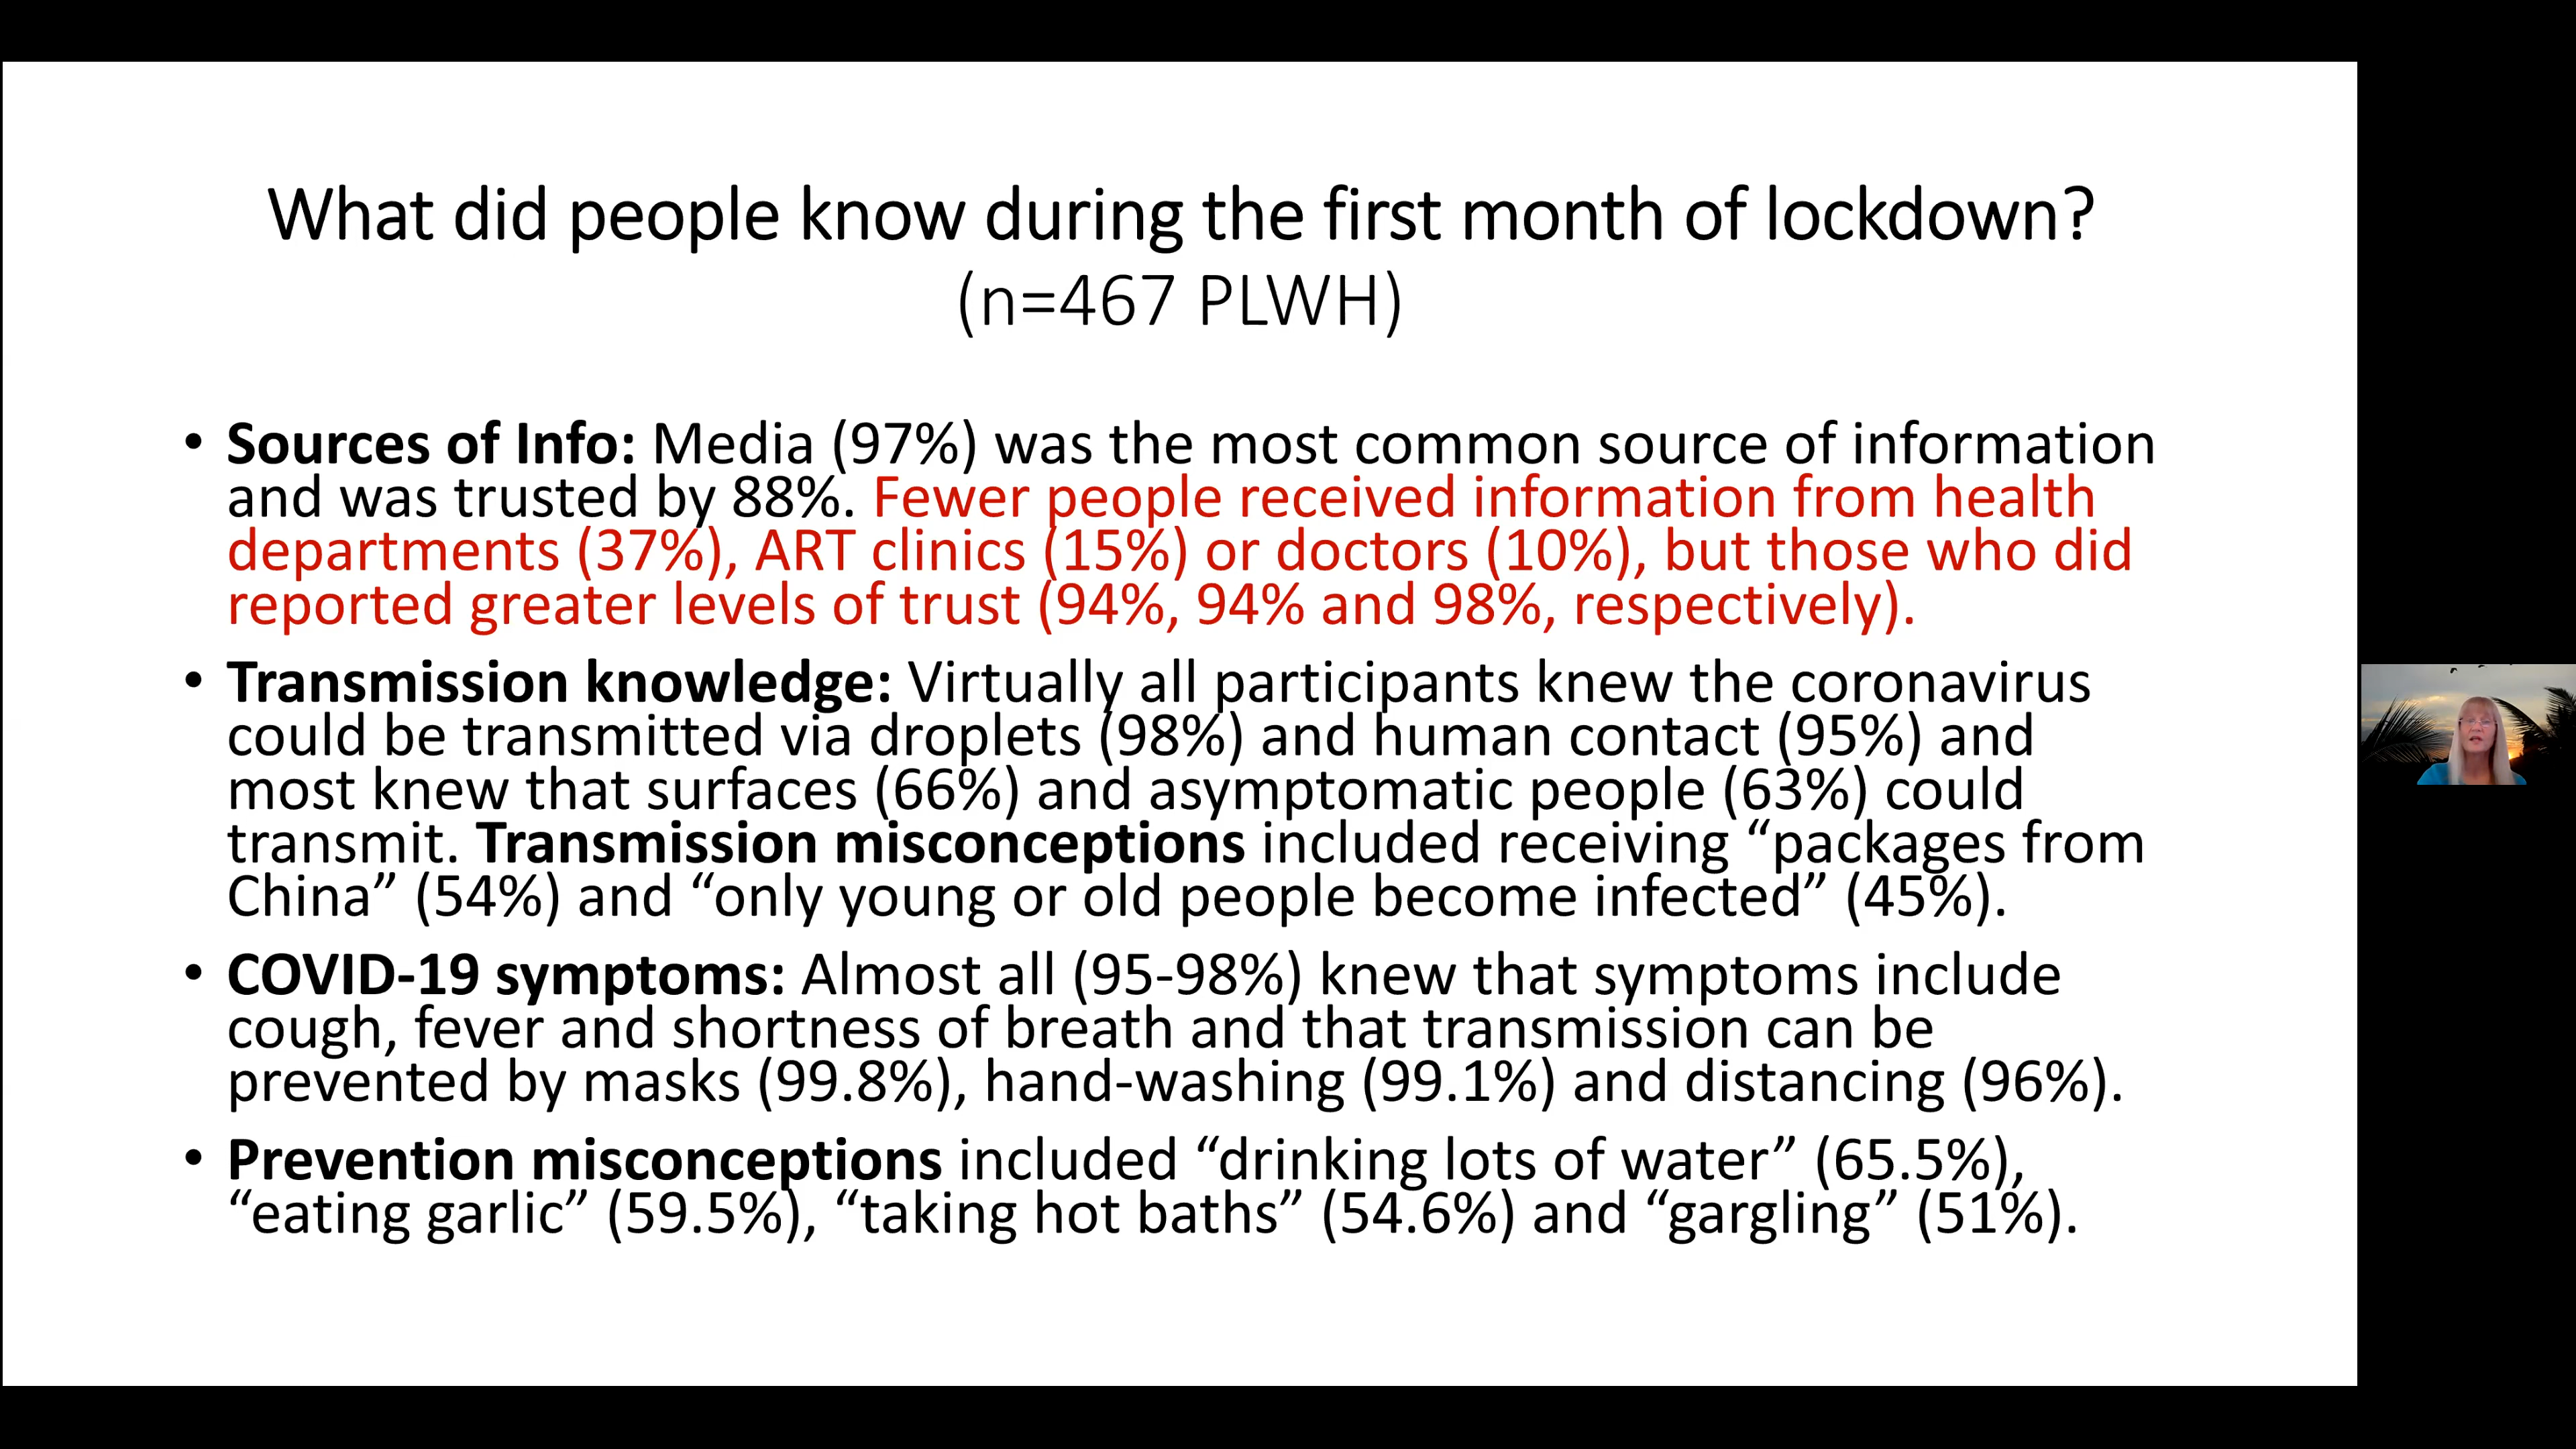 What did people know during the first month of lockdown?
(n=467 PLWH)
• Sources of Info: Media (97%) was the most common source of information
and was trusted by 88%. Fewer people received information from health
departments (37%), ART clinics (15%) or doctors (10%), but those who did
reported greater levels of trust (94%, 94% and 98%, respectively).
• Transmission knowledge: Virtually all participants knew the coronavirus
could be transmitted via droplets (98%) and human contact (95%) and
most knew that surfaces (66%) and asymptomatic people (63%) could
transmit. Transmission misconceptions included receiving “packages from
China” (54%) and “only young or old people become infected” (45%).
• COVID-19 symptoms: Almost all (95-98%) knew that symptoms include
cough, fever and shortness of breath and that transmission can be
prevented by masks (99.8%), hand-washing (99.1%) and distancing (96%).
• Prevention misconceptions included “drinking lots of water” (65.5%),
“eating garlic” (59.5%), “taking hot baths” (54.6%) and “gargling” (51%).